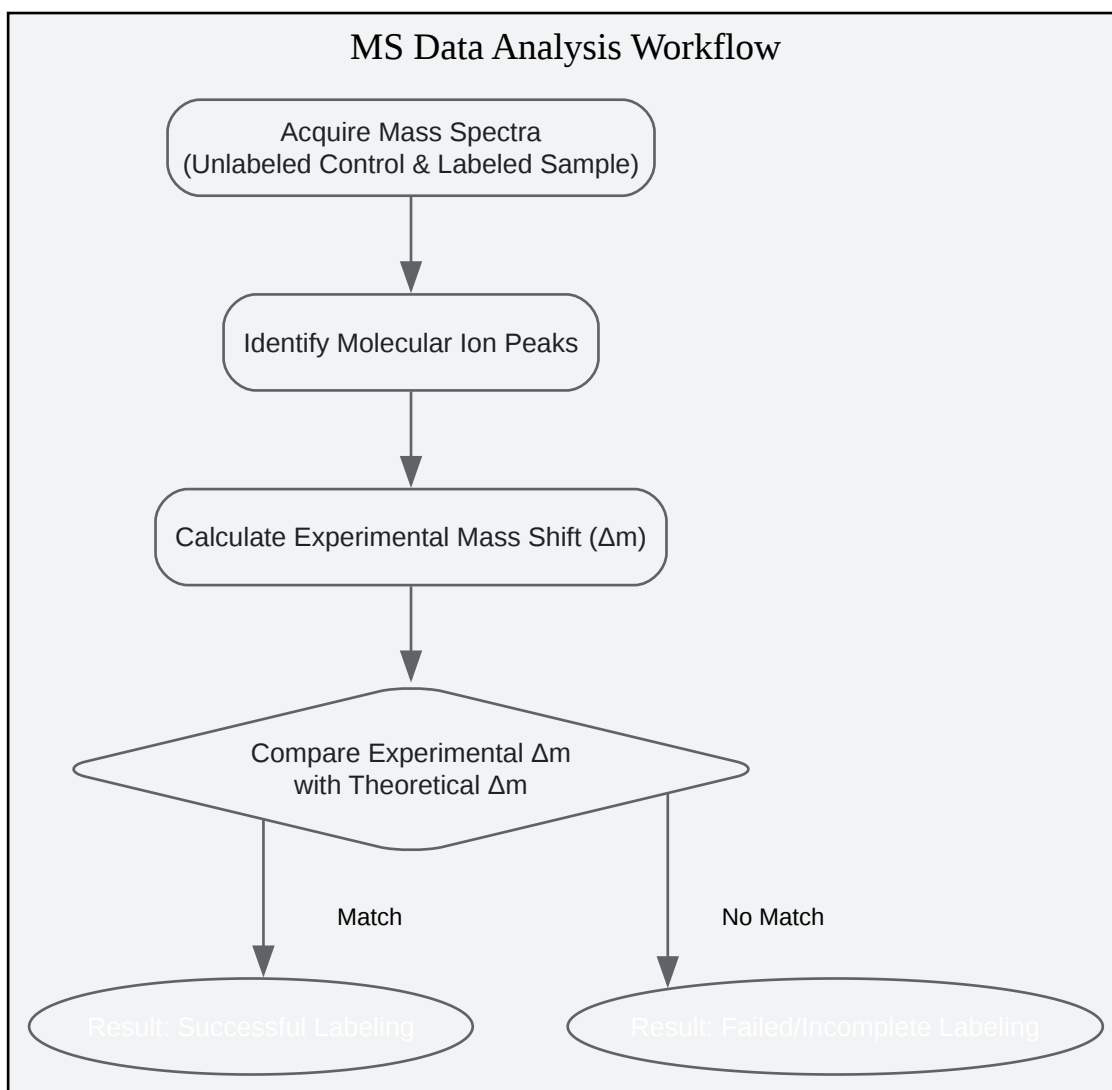 MS Data Analysis Workflow
Acquire Mass Spectra
(Unlabeled Control & Labeled Sample)
Identify Molecular Ion Peaks
Calculate Experimental Mass Shift (Δm)
Compare Experimental Δm
with Theoretical Δm
Match
No Match
Result: Successful Labeling
Result: Failed/Incomplete Labeling